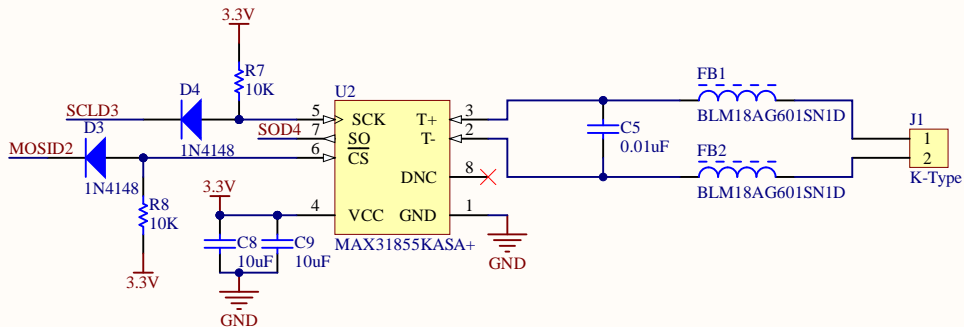 3.3V
R7
10K
D4
SCLD3
1N4148
D3
MOSID2
1N4148
R8
10K
3.3V
SOD4
U2
5
7
6
4
SCK
SO
CS
VCC
T+
T-
DNC
GND
3
2
8
1
MAX31855KASA+
GND
3.3V
C8
10uF
C9
10uF
GND
C5
0.01uF
FB1
BLM18AG601SN1D
FB2
BLM18AG601SN1D
J1
1
2
K-Type